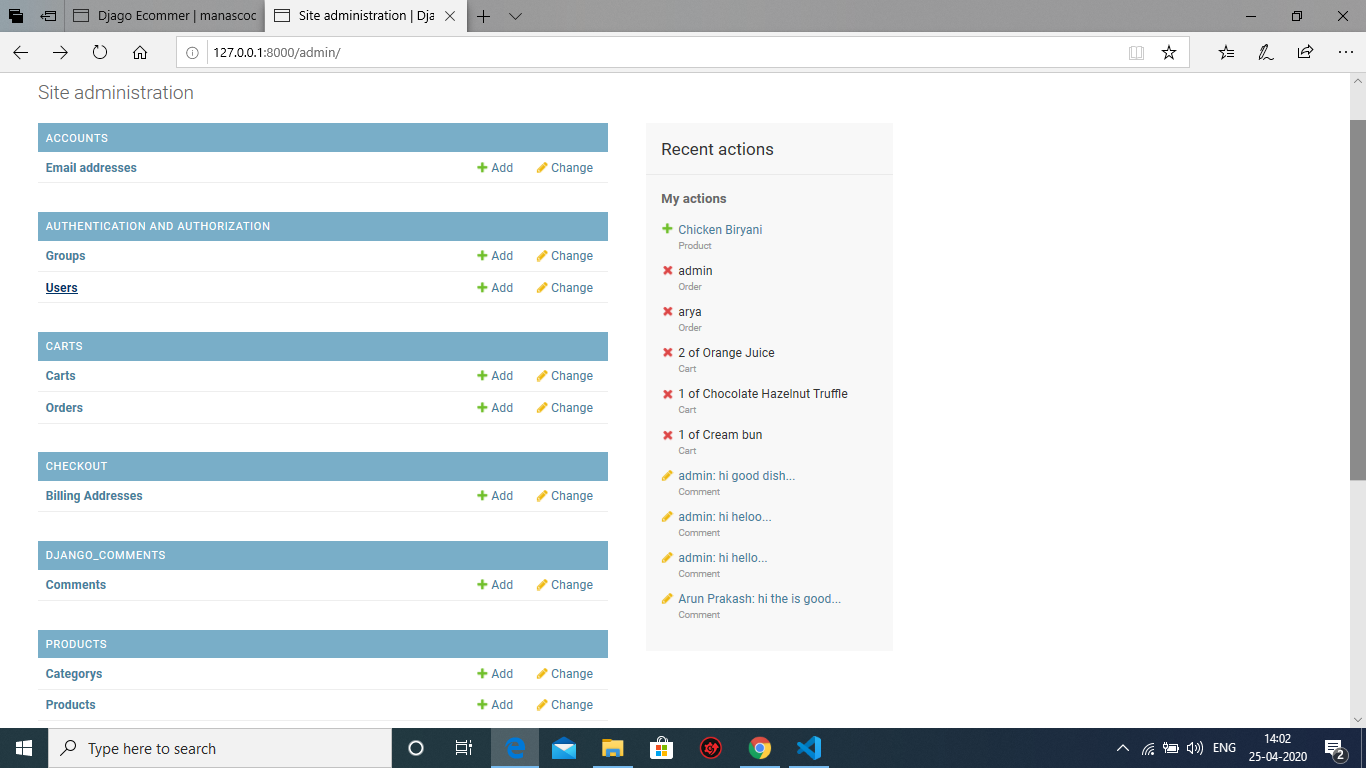 Djago Ecommer | manascoc
Site administration | Dja
127.0.0.1:8000/admin/
Site administration
ACCOUNTS
Email addresses Add Change
AUTHENTICATION AND AUTHORIZATION
Groups Add Change
Users Add Change
CARTS
Carts Add Change
Orders Add Change
CHECKOUT
Billing Addresses Add Change
DJANGO_COMMENTS
Comments Add Change
PRODUCTS
Categorys Add Change
Products Add Change
Recent actions
My actions
Chicken Biryani
Product
admin
Order
arya
Order
2 of Orange Juice
Cart
1 of Chocolate Hazelnut Truffle
Cart
1 of Cream bun
Cart
admin: hi good dish...
Comment
admin: hi heloo...
Comment
admin: hi hello...
Comment
Arun Prakash: hi the is good...
Comment
Type here to search
ENG
14:02
25-04-2020
2